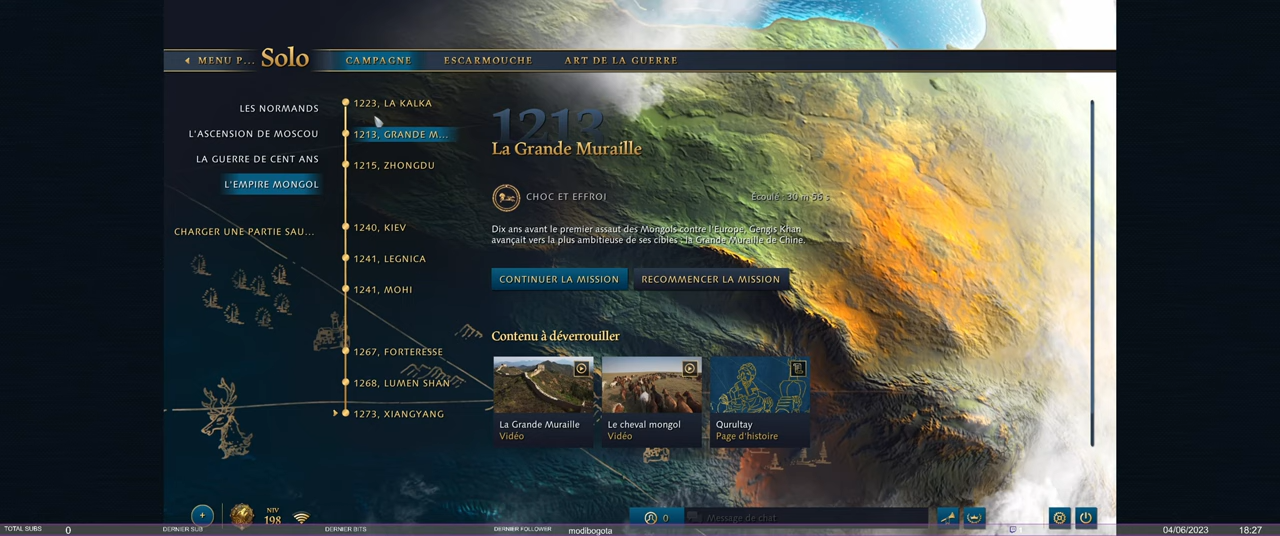 MENU P...
Solo
CAMPAGNE
ESCARMOUCHE
ART DE LA GUERRE
LES NORMANDS
L'ASCENSION DE MOSCOU
LA GUERRE DE CENT ANS
L'EMPIRE MONGOL
CHARGER UNE PARTIE SAU...
1223, LA KALKA
1213, GRANDE M...
1215, ZHONGDU
1240, KIEV
1241, LEGNICA
1241, MOHI
1267, FORTERESSE
1268, LUMEN SHAN
1273, XIANGYANG
1213
La Grande Muraille
CHOC ET EFFROI
Écoulé : 30 m 56 s
Dix ans avant le premier assaut des Mongols contre l'Europe, Gengis Khan
avançait vers la plus ambitieuse de ses cibles : la Grande Muraille de Chine.
CONTINUER LA MISSION
RECOMMENCER LA MISSION
Contenu à déverrouiller
La Grande Muraille
Vidéo
Le cheval mongol
Vidéo
Qurultay
Page d'histoire
NIV
198
0
Message de chat
TOTAL SUBS
0
DERNIER SUB
DERNIER BITS
DERNIER FOLLOWER
modibogota
04/06/2023
18:27